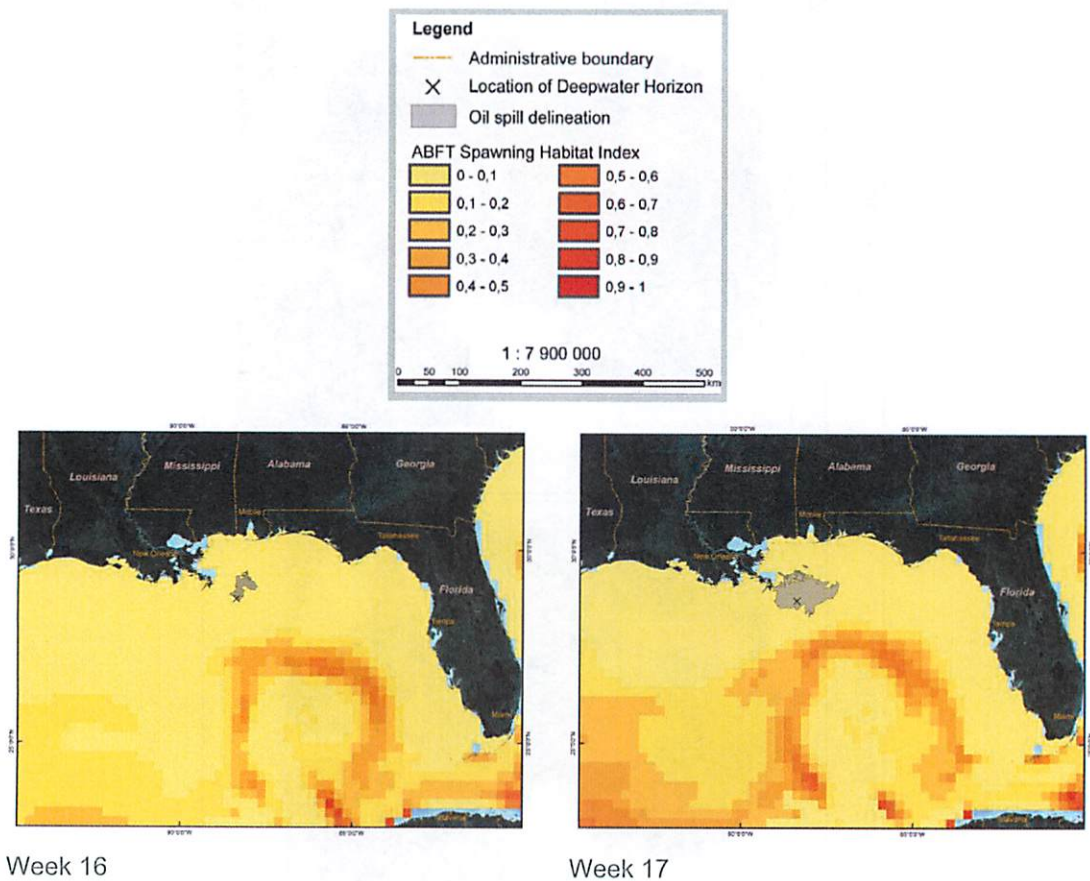 Legend
Administrative boundary
Location of Deepwater Horizon
Oil spill delineation
ABFT Spawning Habitat Index
0 - 0,1
0,5 - 0,6
0,1 - 0,2
0,6 - 0,7
0,2 - 0,3
0,7 - 0,8
0,3 - 0,4
0,8 - 0,9
0,4 - 0,5
0,9 - 1
1 : 7 900 000
0 50 100 200 300 400 500
km
Louisiana
Mississippi
Alabama
Georgia
Texas
Mobile
Tallahassee
New Orleans
Florida
Tampa
Miami
Louisiana
Mississippi
Alabama
Georgia
Texas
Mobile
Tallahassee
New Orleans
Florida
Tampa
Miami
Week 16
Week 17